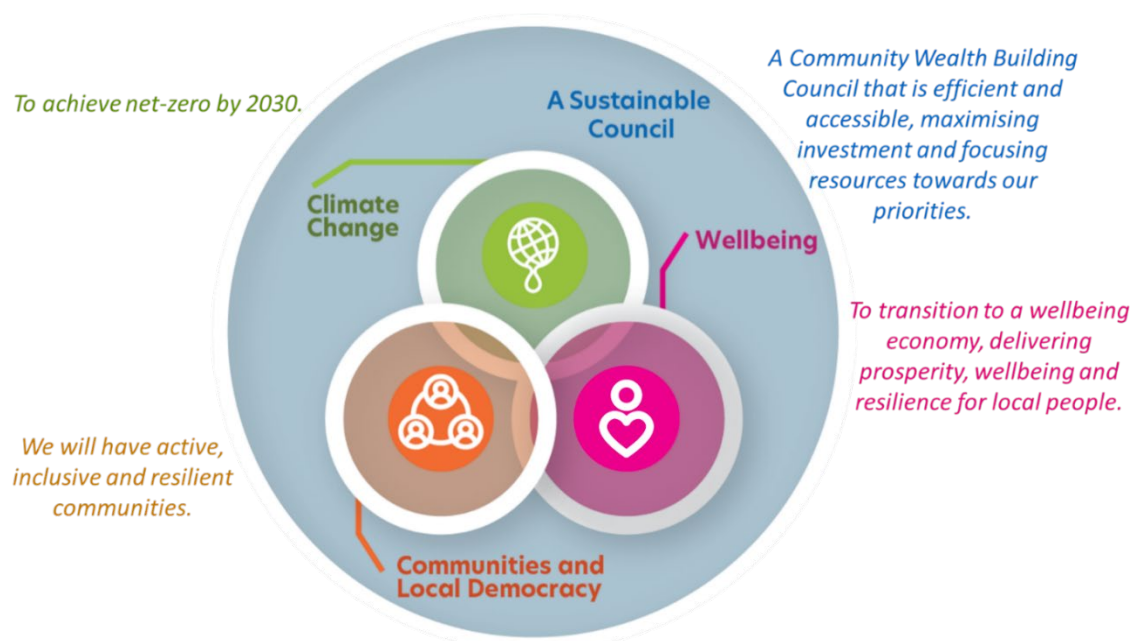 To achieve net-zero by 2030.
A Sustainable
Council
A Community Wealth Building
Council that is efficient and
accessible, maximising
investment and focusing
resources towards our
priorities.
Climate
Change
Wellbeing
To transition to a wellbeing
economy, delivering
prosperity, wellbeing and
resilience for local people.
We will have active,
inclusive and resilient
communities.
Communities and
Local Democracy